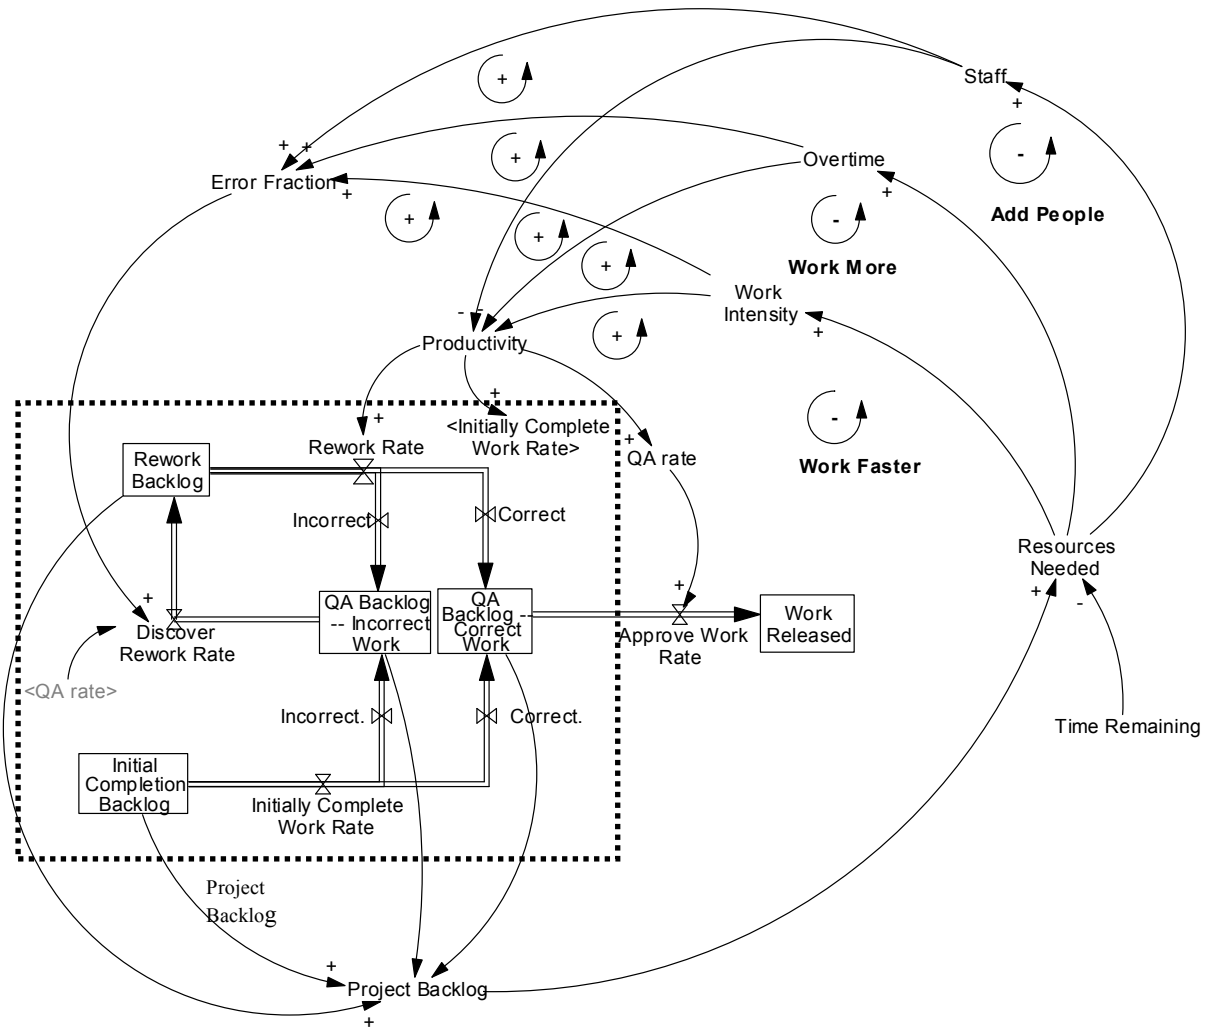 Staff
+
+
-
Add People
+ +
Error Fraction
+
+
Overtime
+
-
Work More
+
+
+
Work
Intensity
+
- -
Productivity
+
-
Work Faster
+
+
+
Rework Rate
<Initially Complete
Work Rate>
QA rate
Rework
Backlog
Incorrect
Correct
Resources
Needed
+
-
+
Discover
Rework Rate
<QA rate>
QA Backlog
-- Incorrect
Work
QA
Backlog --
Correct
Work
+
Approve Work
Rate
Work
Released
Time Remaining
Incorrect.
Correct.
Initial
Completion
Backlog
Initially Complete
Work Rate
Project
Backlog
+
Project Backlog
+